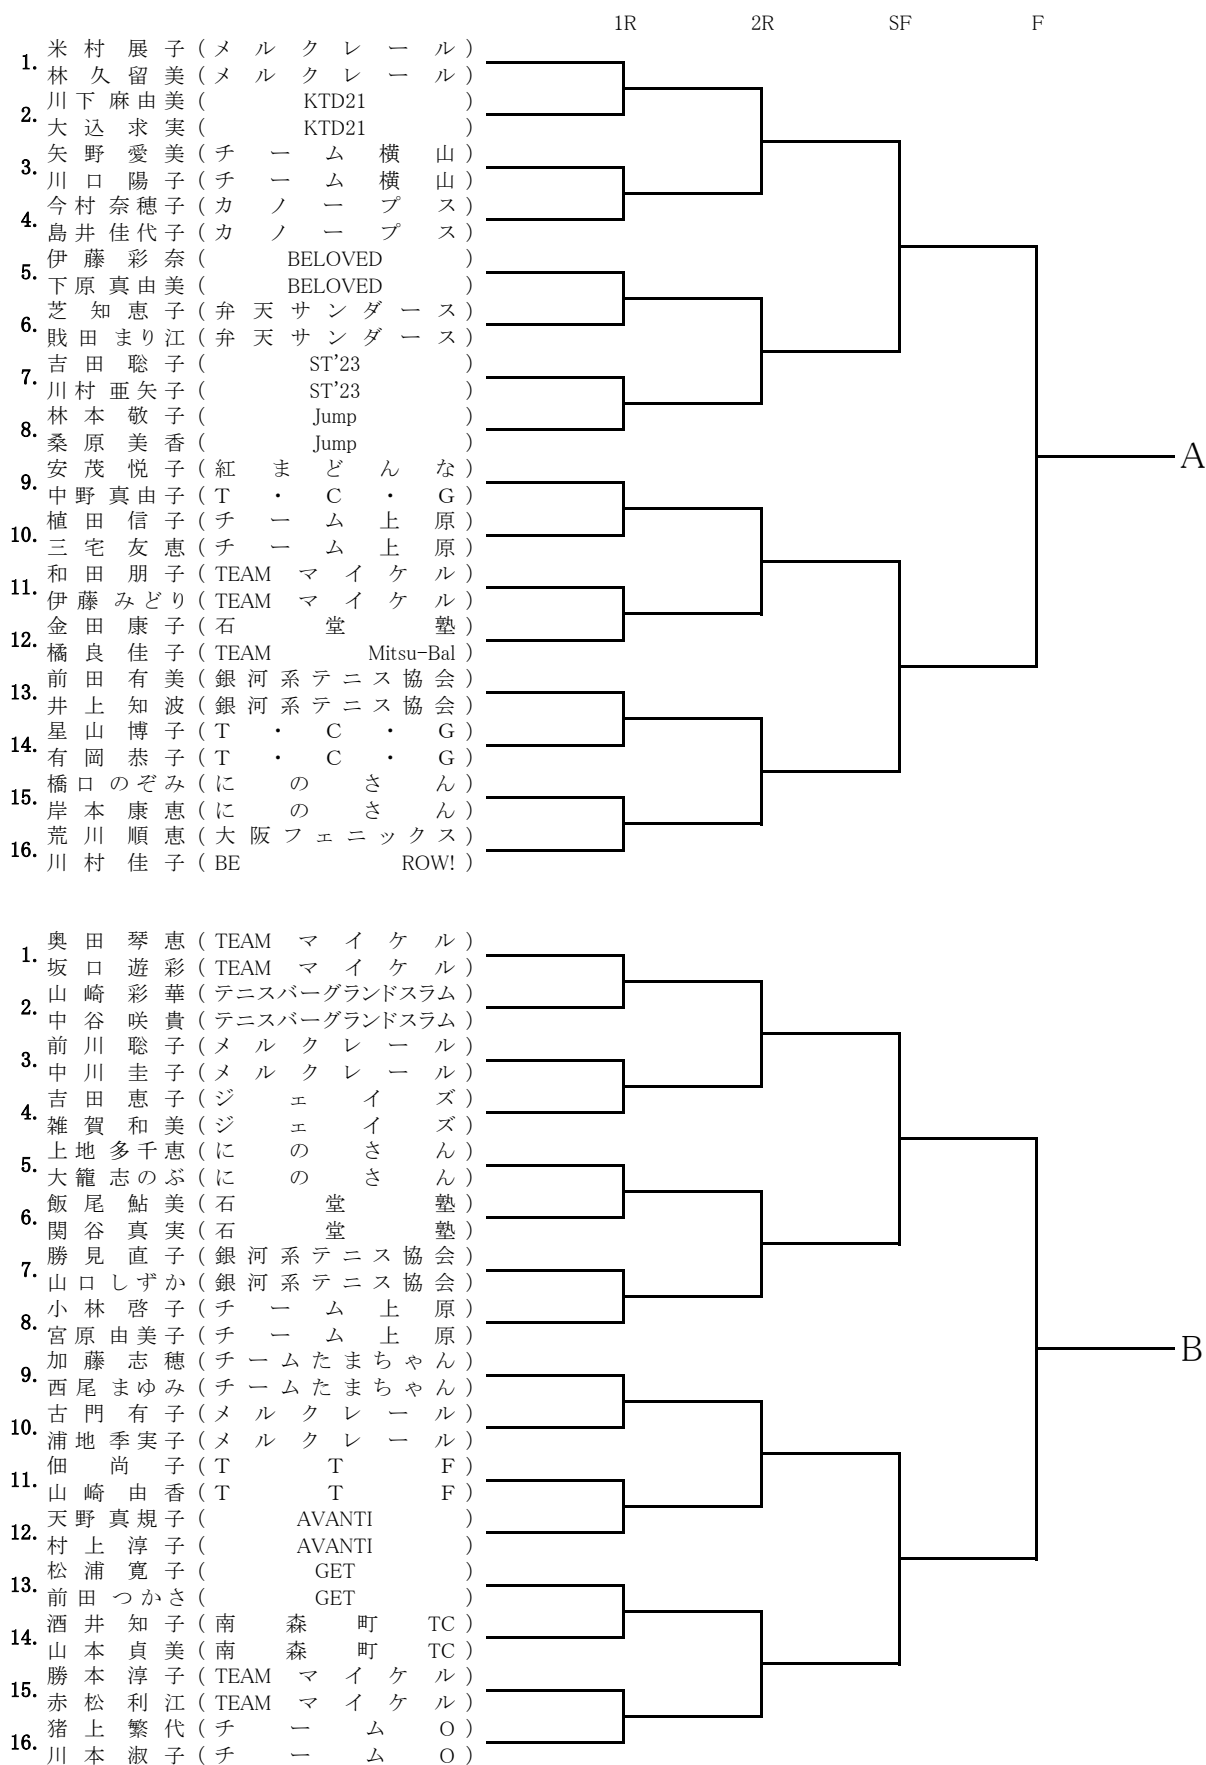 1R 2R SF F
1. 米村展子(メルクレール)
林久留美(メルクレール)
2. 川下麻由美(KTD21)
大込求実(KTD21)
3. 矢野愛美(チーム横山)
川口陽子(チーム横山)
4. 今村奈穂子(カノープス)
島井佳代子(カノープス)
5. 伊藤彩奈(BELOVED)
下原真由美(BELOVED)
6. 芝知恵子(弁天サンダース)
戝田まり江(弁天サンダース)
7. 吉田聡子(ST'23)
川村亜矢子(ST'23)
8. 林本敬子(Jump)
桑原美香(Jump)
9. 安茂悦子(紅まどんな)
中野真由子(T・C・G)
10. 植田信子(チーム上原)
三宅友恵(チーム上原)
11. 和田朋子(TEAMマイケル)
伊藤みどり(TEAMマイケル)
12. 金田康子(石堂塾)
橘良佳子(TEAM Mitsu-Bal)
13. 前田有美(銀河系テニス協会)
井上知波(銀河系テニス協会)
14. 星山博子(T・C・G)
有岡恭子(T・C・G)
15. 橋口のぞみ(にのさん)
岸本康恵(にのさん)
16. 荒川順恵(大阪フェニックス)
川村佳子(BE ROW!)
A
1. 奥田琴恵(TEAMマイケル)
坂口遊彩(TEAMマイケル)
2. 山崎彩華(テニスバーグランドスラム)
中谷咲貴(テニスバーグランドスラム)
3. 前川聡子(メルクレール)
中川圭子(メルクレール)
4. 吉田恵子(ジェイズ)
雑賀和美(ジェイズ)
5. 上地多千恵(にのさん)
大籠志のぶ(にのさん)
6. 飯尾鮎美(石堂塾)
関谷真実(石堂塾)
7. 勝見直子(銀河系テニス協会)
山口しずか(銀河系テニス協会)
8. 小林啓子(チーム上原)
宮原由美子(チーム上原)
9. 加藤志穂(チームたまちゃん)
西尾まゆみ(チームたまちゃん)
10. 古門有子(メルクレール)
浦地季実子(メルクレール)
11. 佃尚子(TTF)
山崎由香(TTF)
12. 天野真規子(AVANTI)
村上淳子(AVANTI)
13. 松浦寛子(GET)
前田つかさ(GET)
14. 酒井知子(南森町TC)
山本貞美(南森町TC)
15. 勝本淳子(TEAMマイケル)
赤松利江(TEAMマイケル)
16. 猪上繁代(チームO)
川本淑子(チームO)
B